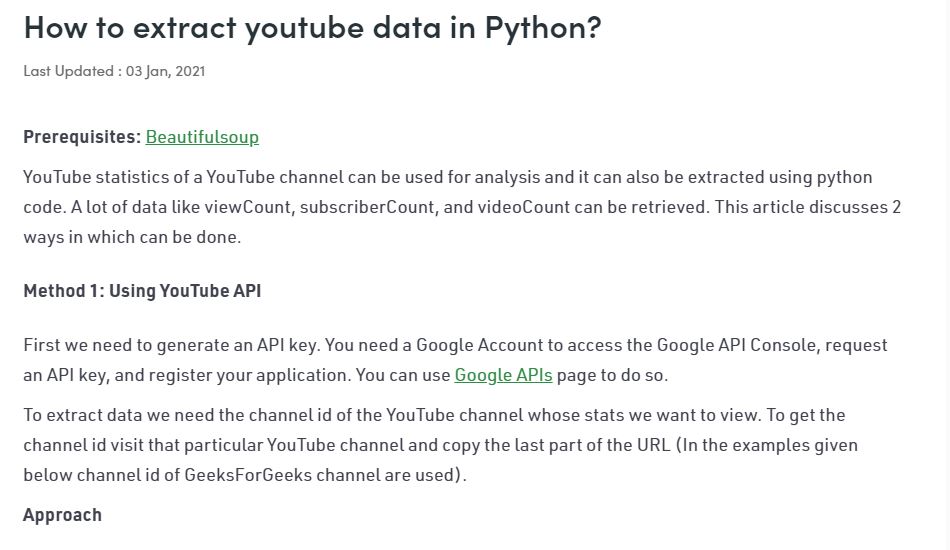 How to extract youtube data in Python?
Last Updated : 03 Jan, 2021
Prerequisites: Beautifulsoup
YouTube statistics of a YouTube channel can be used for analysis and it can also be extracted using python
code. A lot of data like viewCount, subscriberCount, and videoCount can be retrieved. This article discusses 2
ways in which can be done.
Method 1: Using YouTube API
First we need to generate an API key. You need a Google Account to access the Google API Console, request
an API key, and register your application. You can use Google APIs page to do so.
To extract data we need the channel id of the YouTube channel whose stats we want to view. To get the
channel id visit that particular YouTube channel and copy the last part of the URL (In the examples given
below channel id of GeeksForGeeks channel are used).
Approach